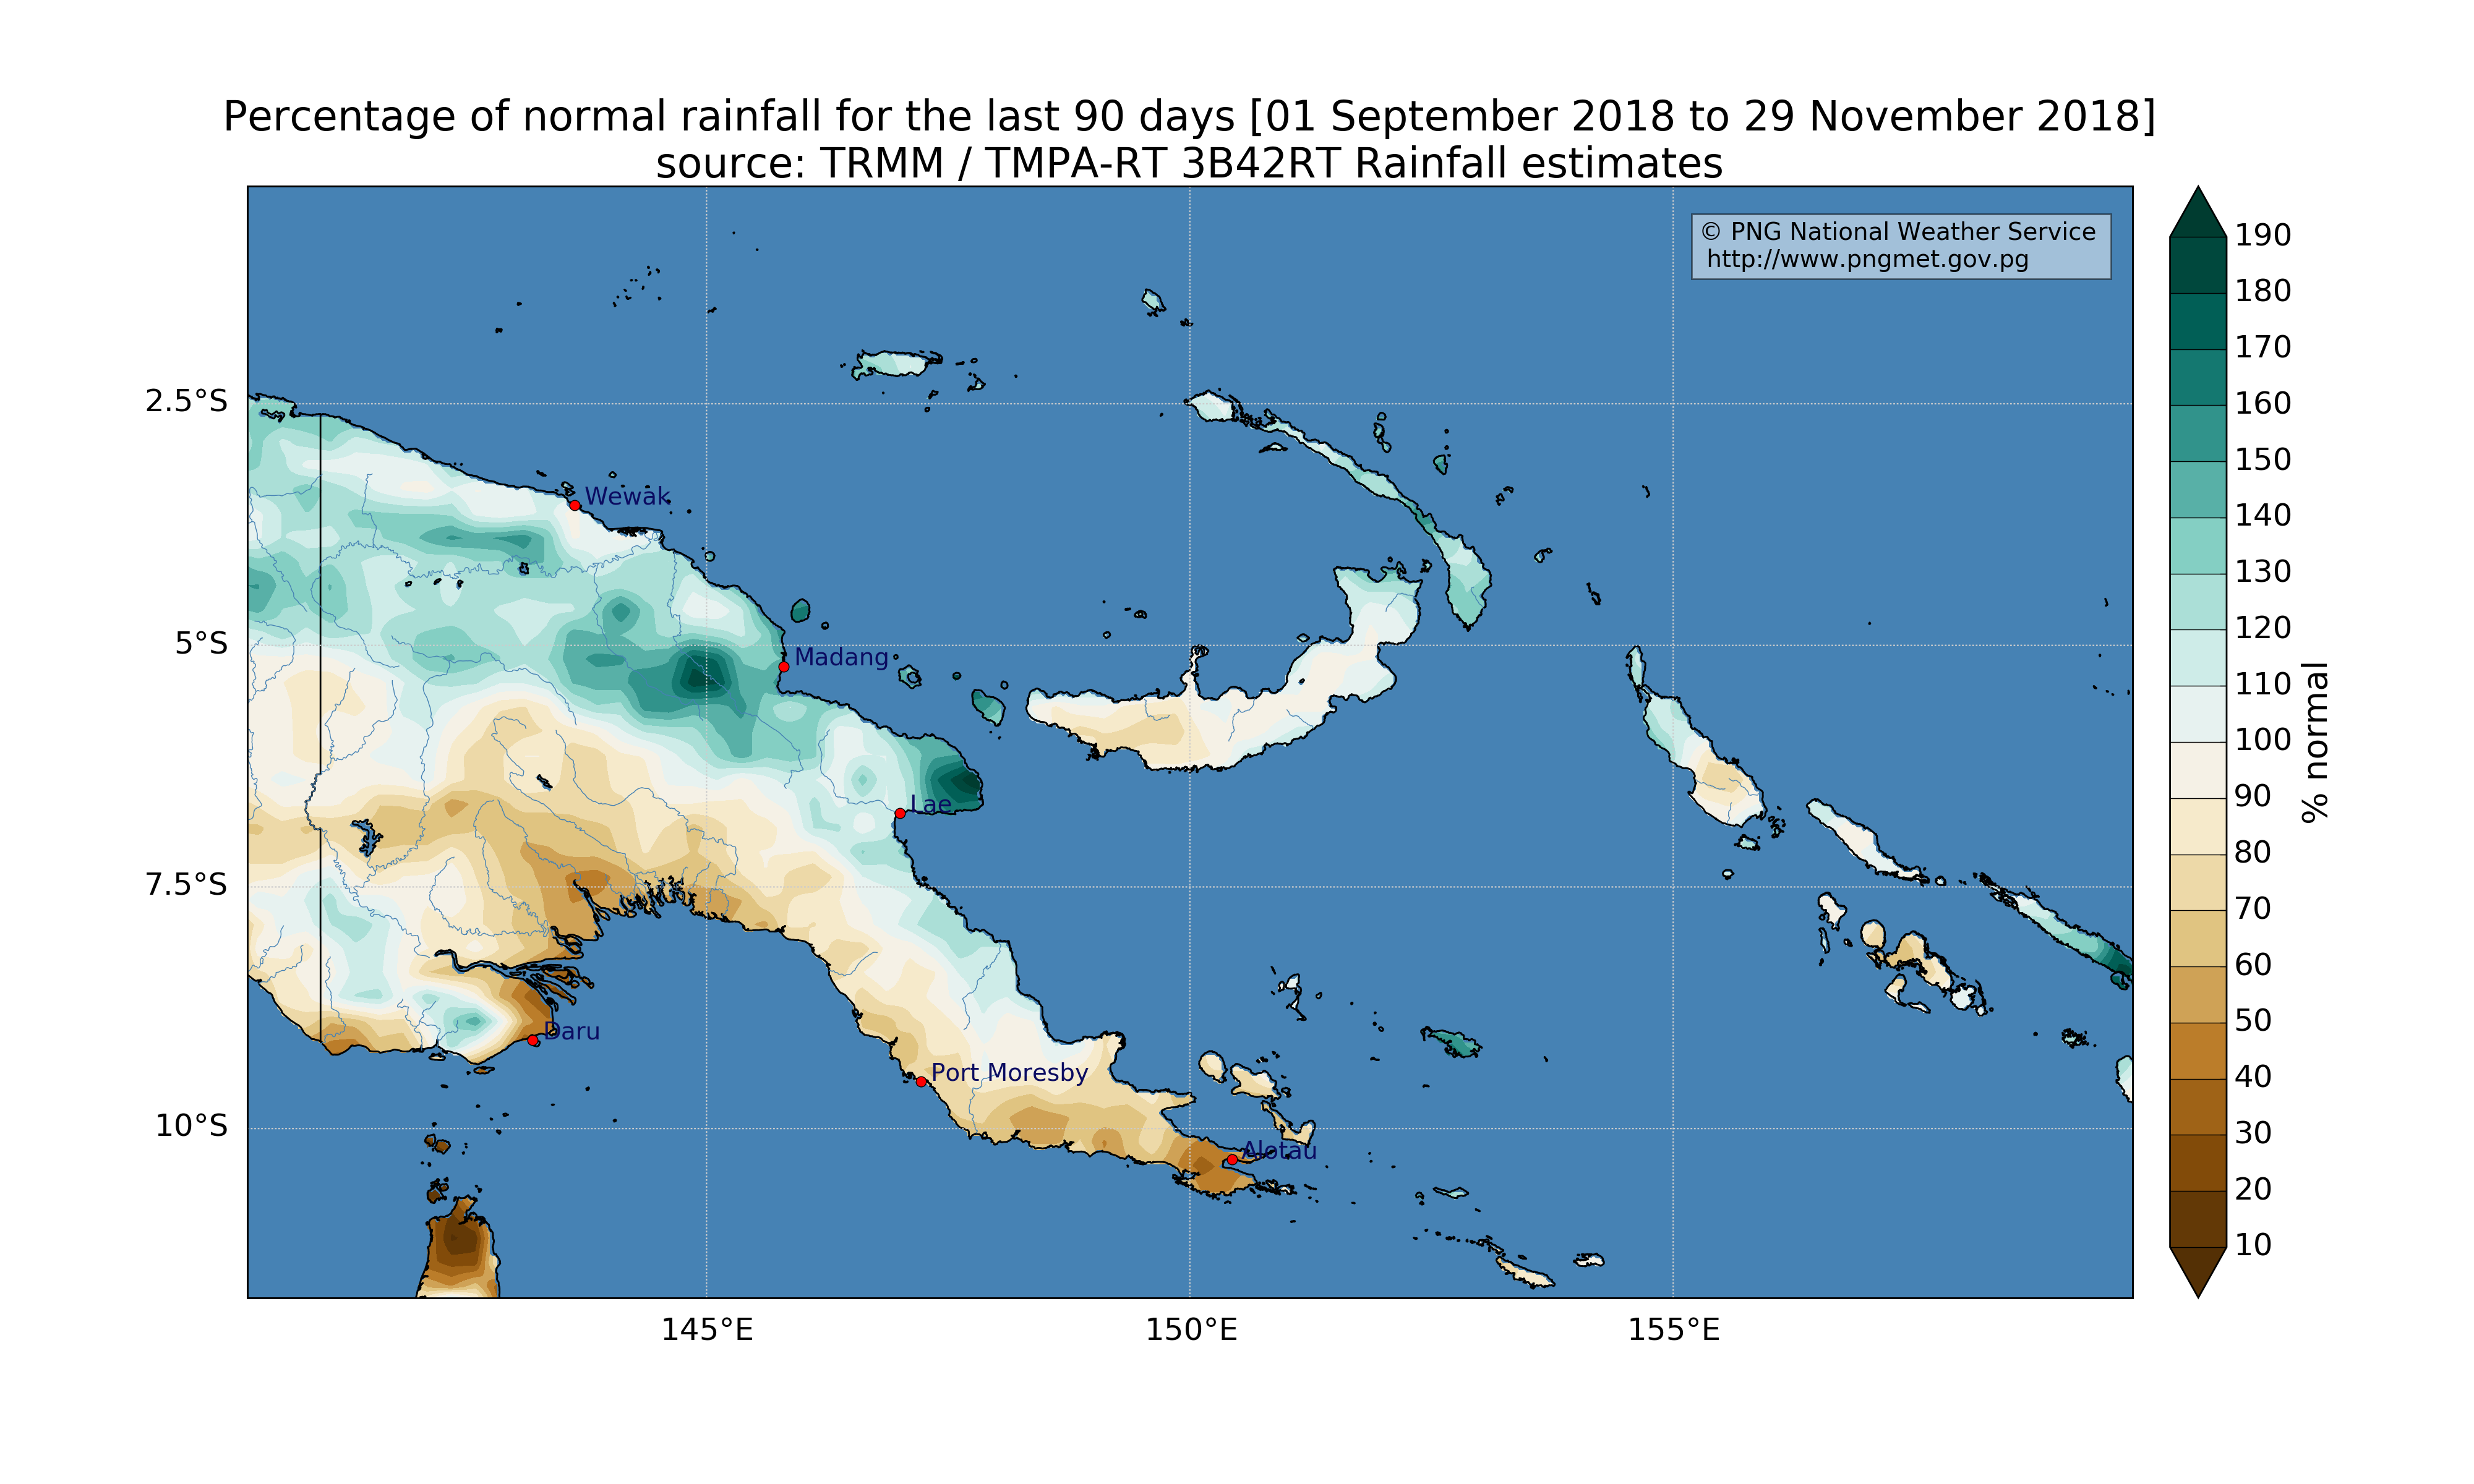 Percentage of normal rainfall for the last 90 days [01 September 2018 to 29 November 2018]
source: TRMM / TMPA-RT 3B42RT Rainfall estimates
© PNG National Weather Service
http://www.pngmet.gov.pg
190
180
170
160
150
140
130
120
110
100
90
80
70
60
50
40
30
20
10
% normal
2.5°S
5°S
7.5°S
10°S
Wewak
Madang
Lae
Daru
Port Moresby
Alotau
145°E
150°E
155°E